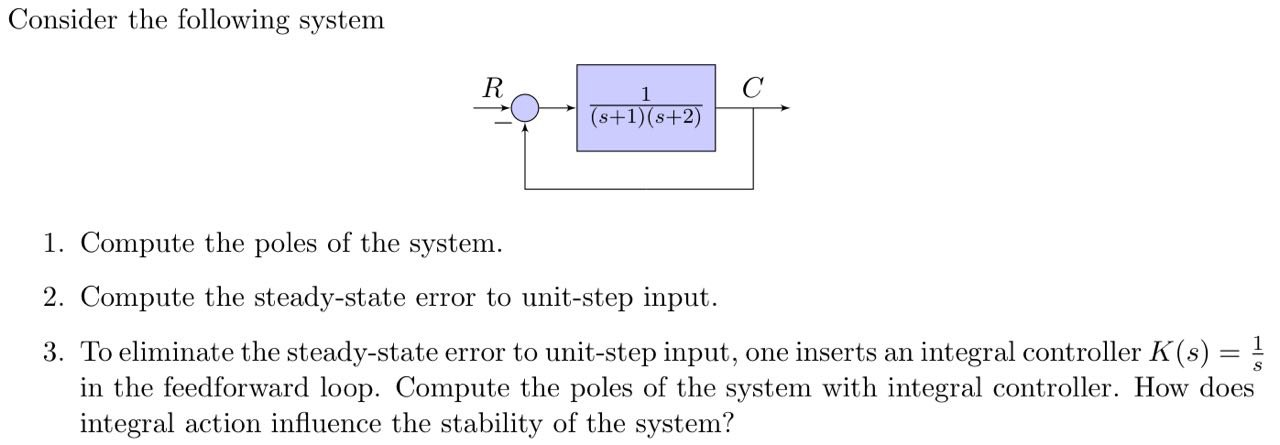 Consider the following system
R
−
1
(s+1)(s+2)
C
1. Compute the poles of the system.
2. Compute the steady-state error to unit-step input.
3. To eliminate the steady-state error to unit-step input, one inserts an integral controller K(s) = 1/s
in the feedforward loop. Compute the poles of the system with integral controller. How does
integral action influence the stability of the system?